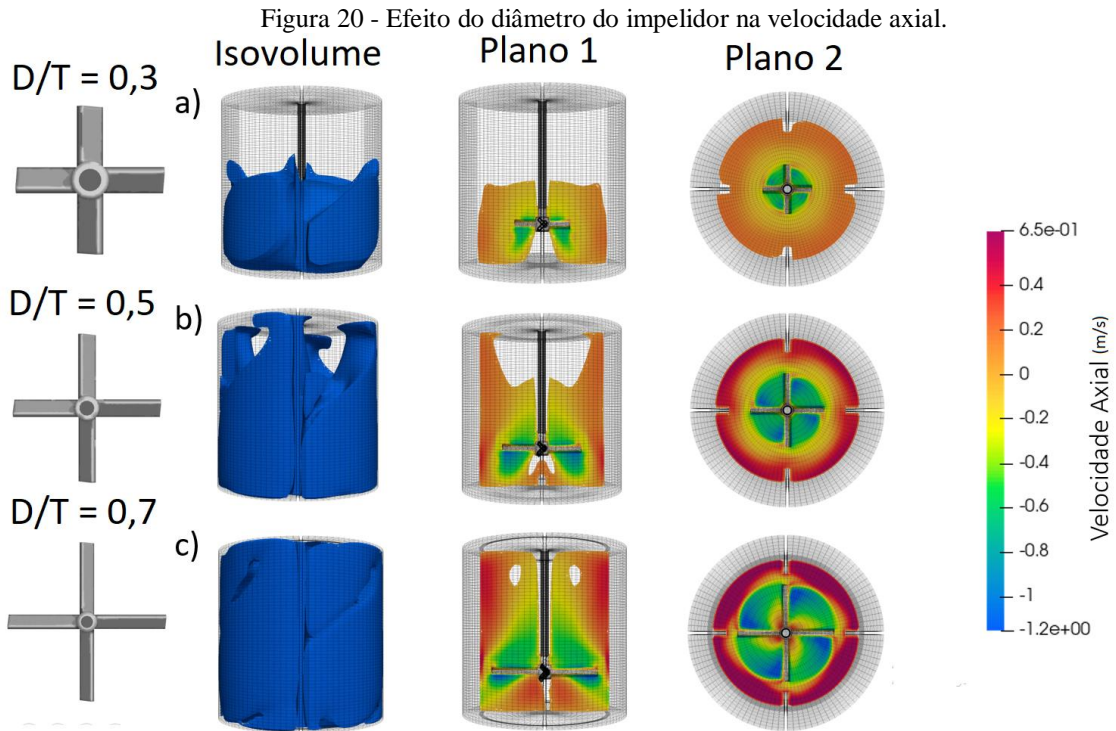 Figura 20 - Efeito do diâmetro do impelidor na velocidade axial.
Isovolume
Plano 1
Plano 2
D/T = 0,3
a)
D/T = 0,5
b)
D/T = 0,7
c)
6.5e-01
0.4
0.2
0
-0.2
-0.4
-0.6
-0.8
-1
-1.2e+00
Velocidade Axial (m/s)